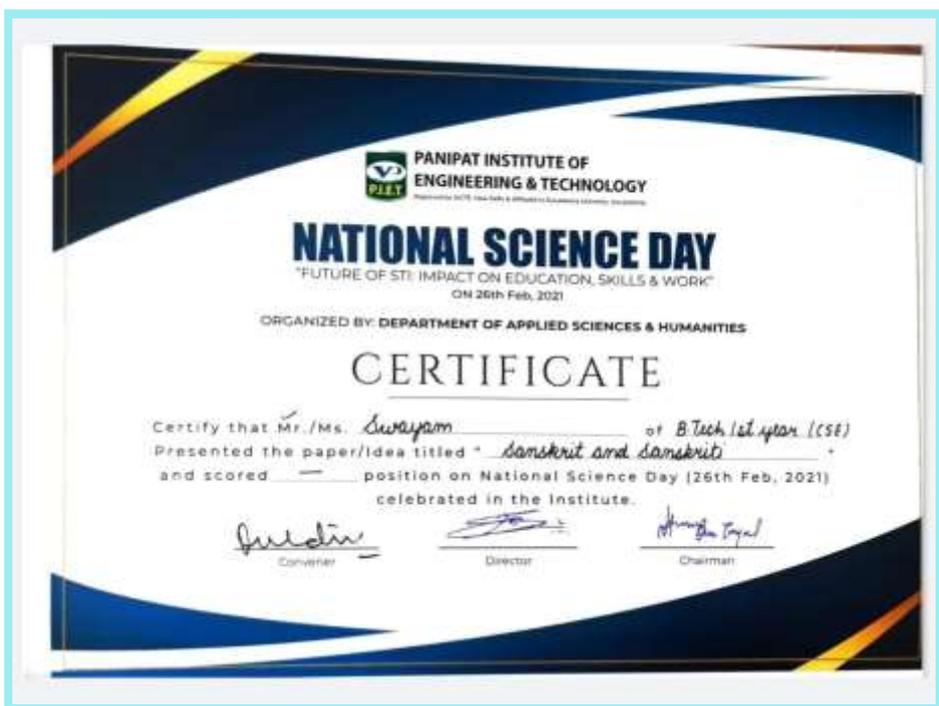 PANIPAT INSTITUTE OF
ENGINEERING & TECHNOLOGY
P.I.E.T
NATIONAL SCIENCE DAY
"FUTURE OF STI: IMPACT ON EDUCATION, SKILLS & WORK"
ON 26th Feb, 2021
ORGANIZED BY: DEPARTMENT OF APPLIED SCIENCES & HUMANITIES
CERTIFICATE
Certify that Mr./Ms. Swayam of B.Tech 1st year (CSE)
Presented the paper/Idea titled " Sanskrit and Sanskriti "
and scored — position on National Science Day (26th Feb, 2021)
celebrated in the Institute.
Convener Director Chairman